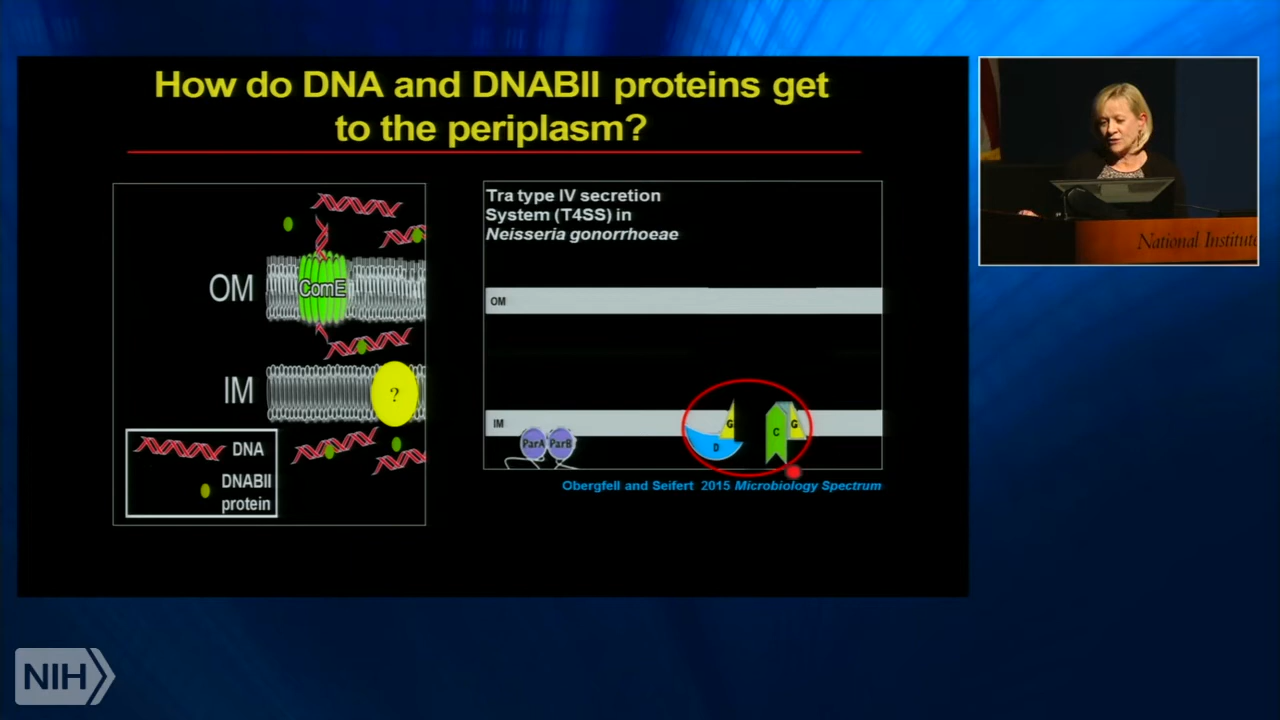 How do DNA and DNABII proteins get
to the periplasm?
OM
ComE
IM
?
DNA
DNABII
protein
Tra type IV secretion
System (T4SS) in
Neisseria gonorrhoeae
OM
IM
ParA ParB
G
D
C
G
Obergfell and Seifert 2015 Microbiology Spectrum
National Institute
NIH